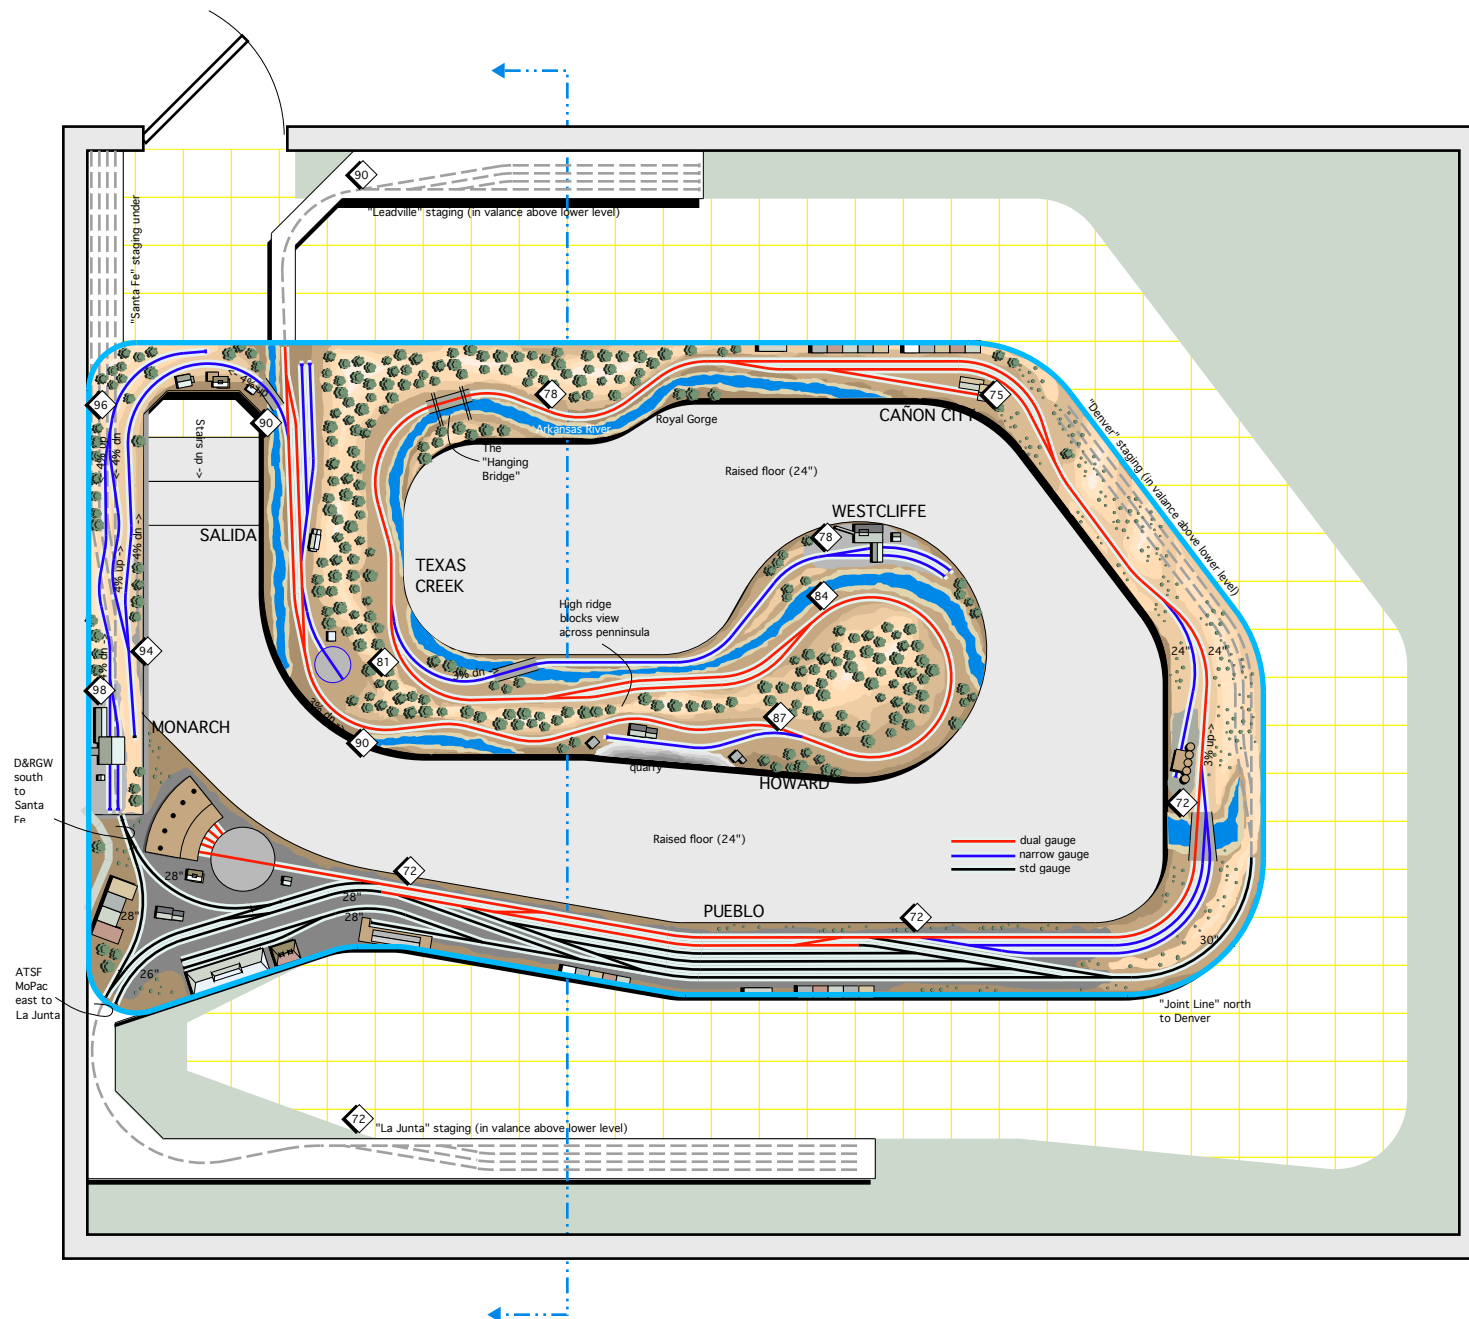 90
"Leadville" staging (in valance above lower level)
"Santa Fe" staging under
<- 4% up
96
90
78
75
CAÑON CITY
Arkansas River
Royal Gorge
The
"Hanging
Bridge"
Raised floor (24")
"Denver" staging (in valance above lower level)
Stairs up ->
<- 4% up
<- 4% dn
4% dn ->
4% up ->
SALIDA
WESTCLIFFE
78
TEXAS
CREEK
84
High ridge
blocks view
across penninsula
94
81
3% dn ->
24"
24"
98
4% dn
3% dn ->
87
MONARCH
90
quarry
HOWARD
3% up->
72
D&RGW
south
to
Santa
Fe
Raised floor (24")
dual gauge
narrow gauge
std gauge
72
28"
28"
28"
28"
PUEBLO
72
30"
26"
ATSF
MoPac
east to
La Junta
"Joint Line" north
to Denver
72
"La Junta" staging (in valance above lower level)